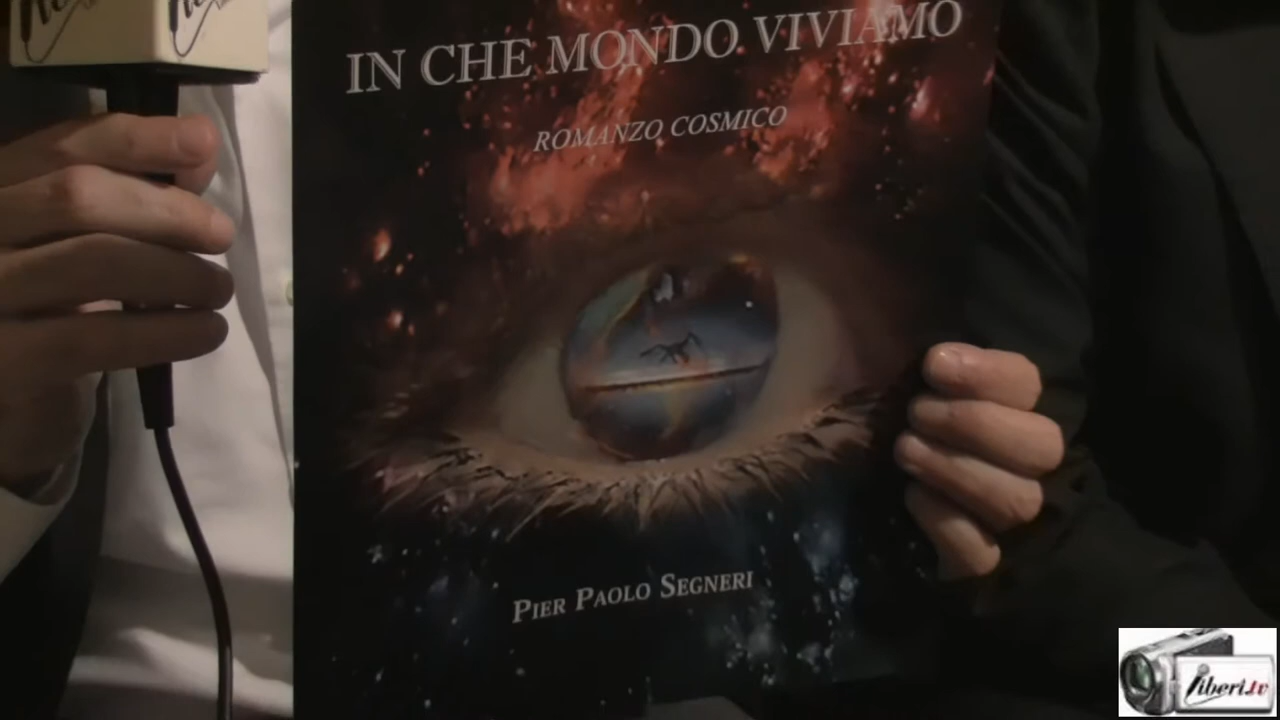 IN CHE MONDO VIVIAMO
ROMANZO COSMICO
PIER PAOLO SEGNERI
liberi.tv